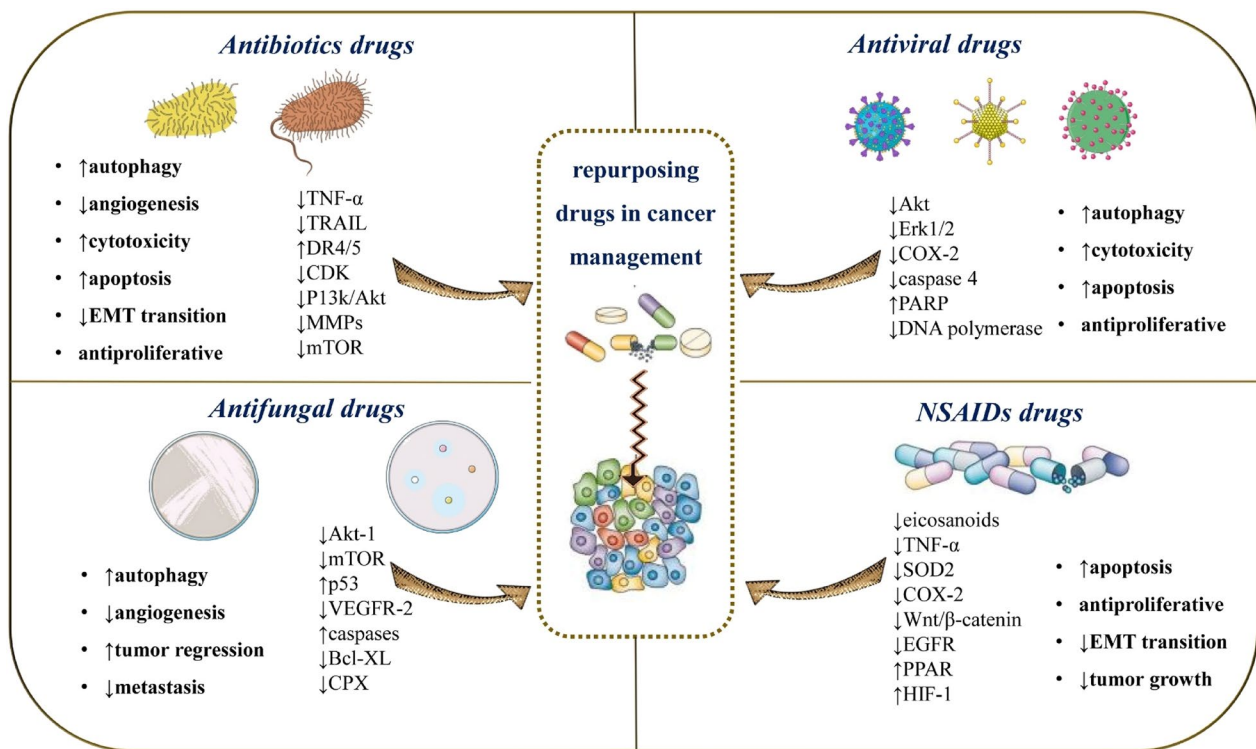 Antibiotics drugs
• ↑autophagy
• ↓angiogenesis
• ↑cytotoxicity
• ↑apoptosis
• ↓EMT transition
• antiproliferative
↓TNF-α
↓TRAIL
↑DR4/5
↓CDK
↓P13k/Akt
↓MMPs
↓mTOR
repurposing
drugs in cancer
management
Antiviral drugs
↓Akt
↓Erk1/2
↓COX-2
↓caspase 4
↑PARP
↓DNA polymerase
• ↑autophagy
• ↑cytotoxicity
• ↑apoptosis
• antiproliferative
Antifungal drugs
• ↑autophagy
• ↓angiogenesis
• ↑tumor regression
• ↓metastasis
↓Akt-1
↓mTOR
↑p53
↓VEGFR-2
↑caspases
↓Bcl-XL
↓CPX
NSAIDs drugs
↓eicosanoids
↓TNF-α
↓SOD2
↓COX-2
↓Wnt/β-catenin
↓EGFR
↑PPAR
↑HIF-1
• ↑apoptosis
• antiproliferative
• ↓EMT transition
• ↓tumor growth